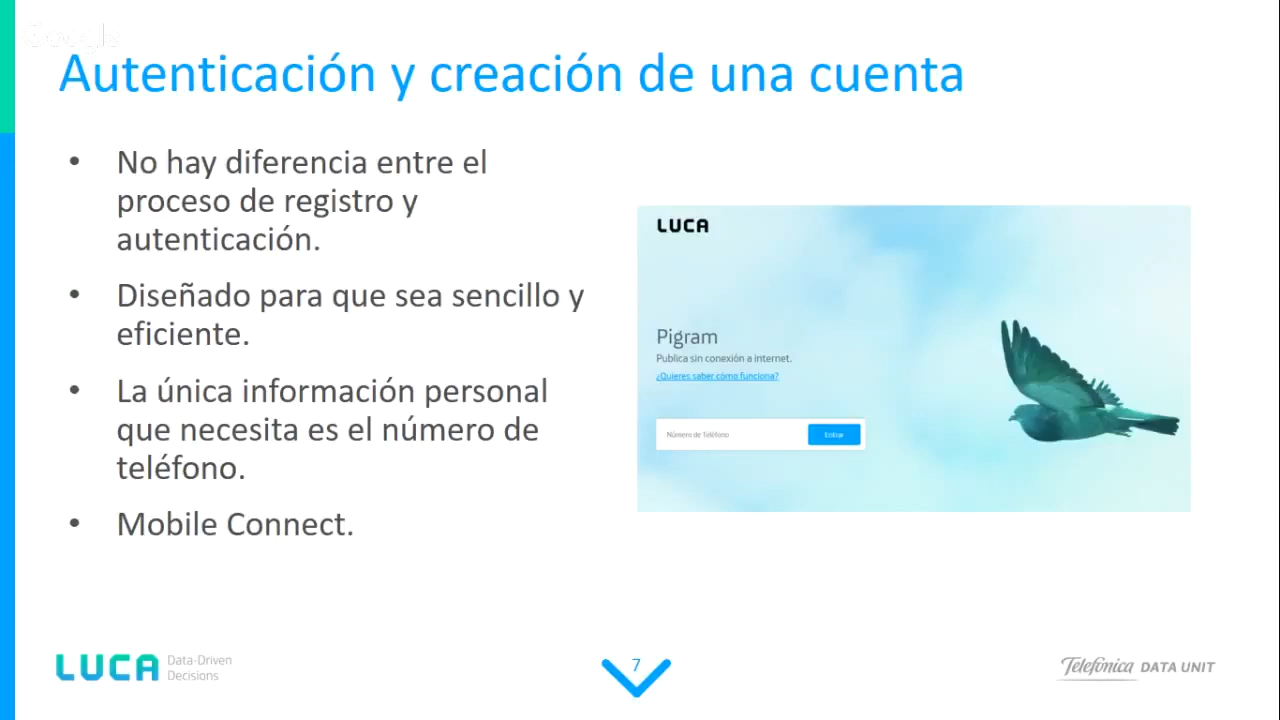 Google
Autenticación y creación de una cuenta
• No hay diferencia entre el
proceso de registro y
autenticación.
• Diseñado para que sea sencillo y
eficiente.
• La única información personal
que necesita es el número de
teléfono.
• Mobile Connect.
LUCA
Pigram
Publica sin conexión a internet.
¿Quieres saber cómo funciona?
Número de Teléfono
Entrar
LUCA Data-Driven
Decisions
7
Telefónica DATA UNIT